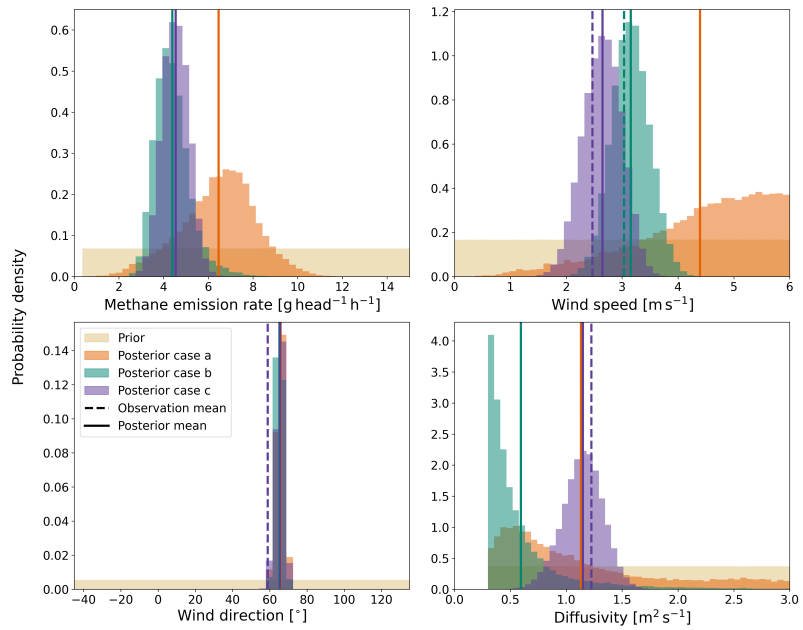 Probability density
0.6
0.5
0.4
0.3
0.2
0.1
0.0
0 2 4 6 8 10 12 14
Methane emission rate [g head⁻¹ h⁻¹]
1.2
1.0
0.8
0.6
0.4
0.2
0.0
0 1 2 3 4 5 6
Wind speed [m s⁻¹]
0.14
0.12
0.10
0.08
0.06
0.04
0.02
0.00
Prior
Posterior case a
Posterior case b
Posterior case c
Observation mean
Posterior mean
−40 −20 0 20 40 60 80 100 120
Wind direction [°]
4.0
3.5
3.0
2.5
2.0
1.5
1.0
0.5
0.0
0.0 0.5 1.0 1.5 2.0 2.5 3.0
Diffusivity [m² s⁻¹]